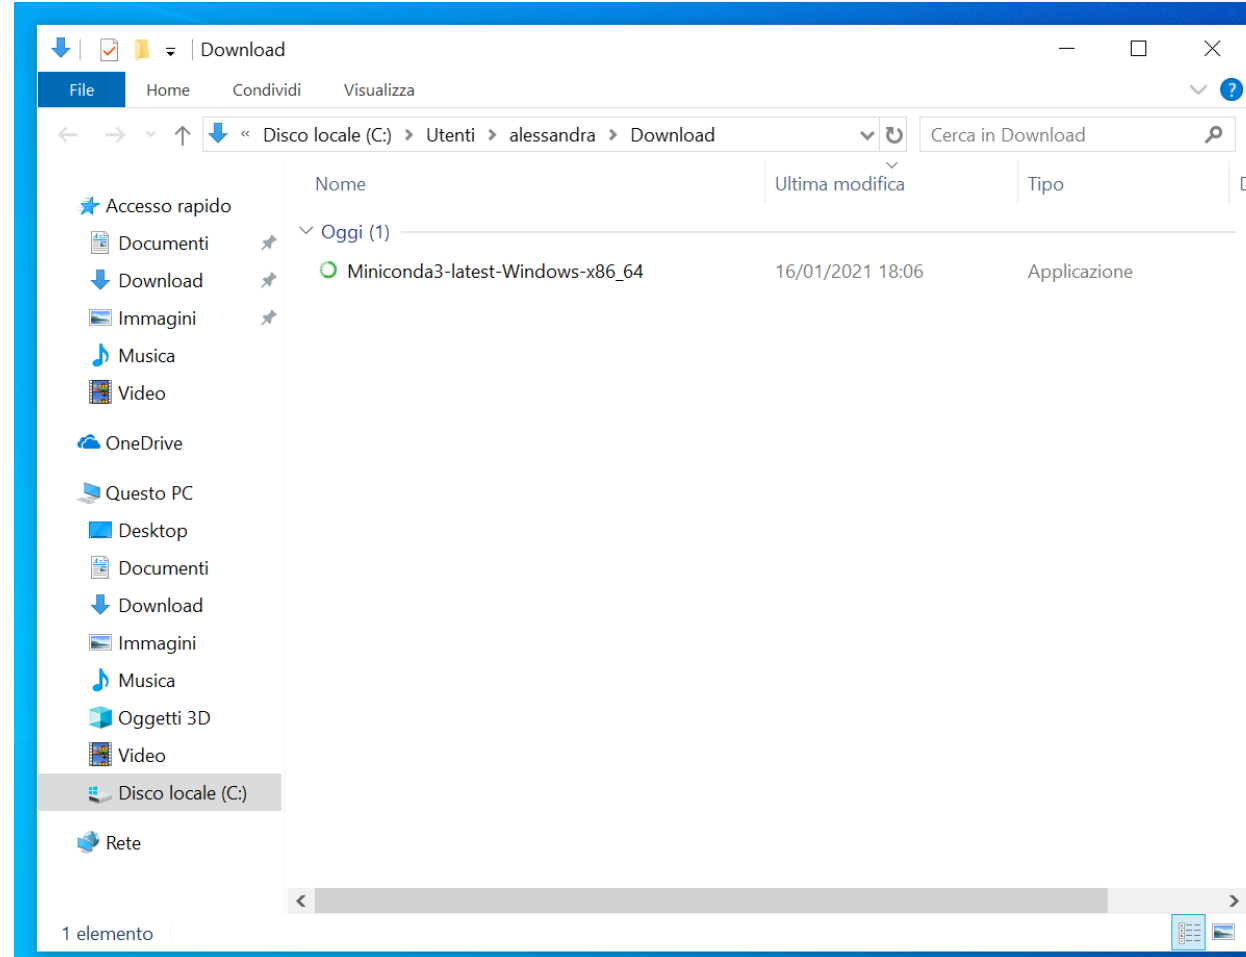 Download
File Home Condividi Visualizza
« Disco locale (C:) > Utenti > alessandra > Download
Cerca in Download
Nome Ultima modifica Tipo
Oggi (1)
Miniconda3-latest-Windows-x86_64 16/01/2021 18:06 Applicazione
Accesso rapido
Documenti
Download
Immagini
Musica
Video
OneDrive
Questo PC
Desktop
Documenti
Download
Immagini
Musica
Oggetti 3D
Video
Disco locale (C:)
Rete
1 elemento